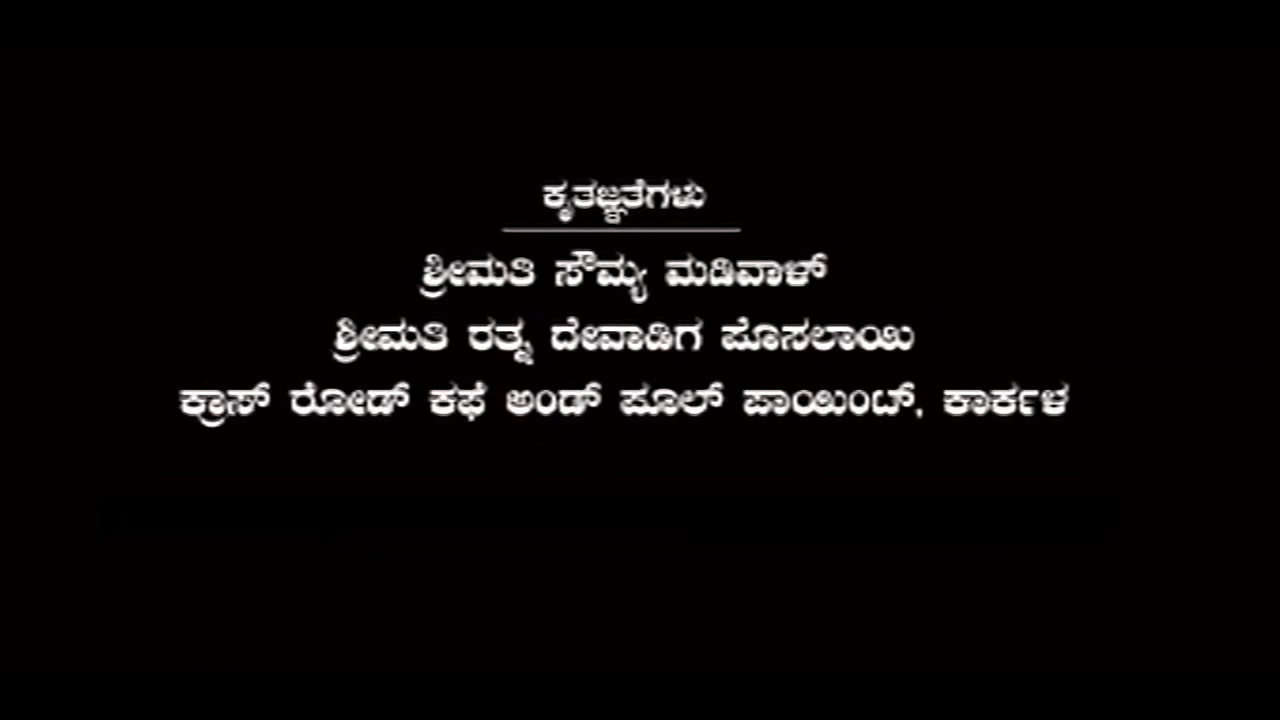 ಕೃತಜ್ಞತೆಗಳು
ಶ್ರೀಮತಿ ಸೌಮ್ಯ ಮಡಿವಾಳ್
ಶ್ರೀಮತಿ ರತ್ನ ದೇವಾಡಿಗ ಪೊಸಲಾಯಿ
ಕ್ರಾಸ್ ರೋಡ್ ಕಫೆ ಅಂಡ್ ಪೂಲ್ ಪಾಯಿಂಟ್, ಕಾರ್ಕಳ